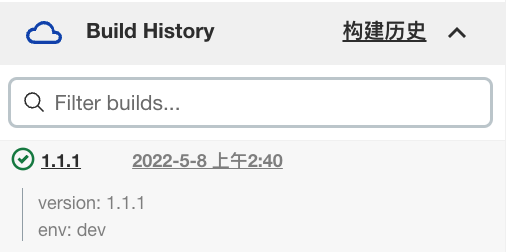 Build History 构建历史
Filter builds...
1.1.1 2022-5-8 上午2:40
version: 1.1.1
env: dev